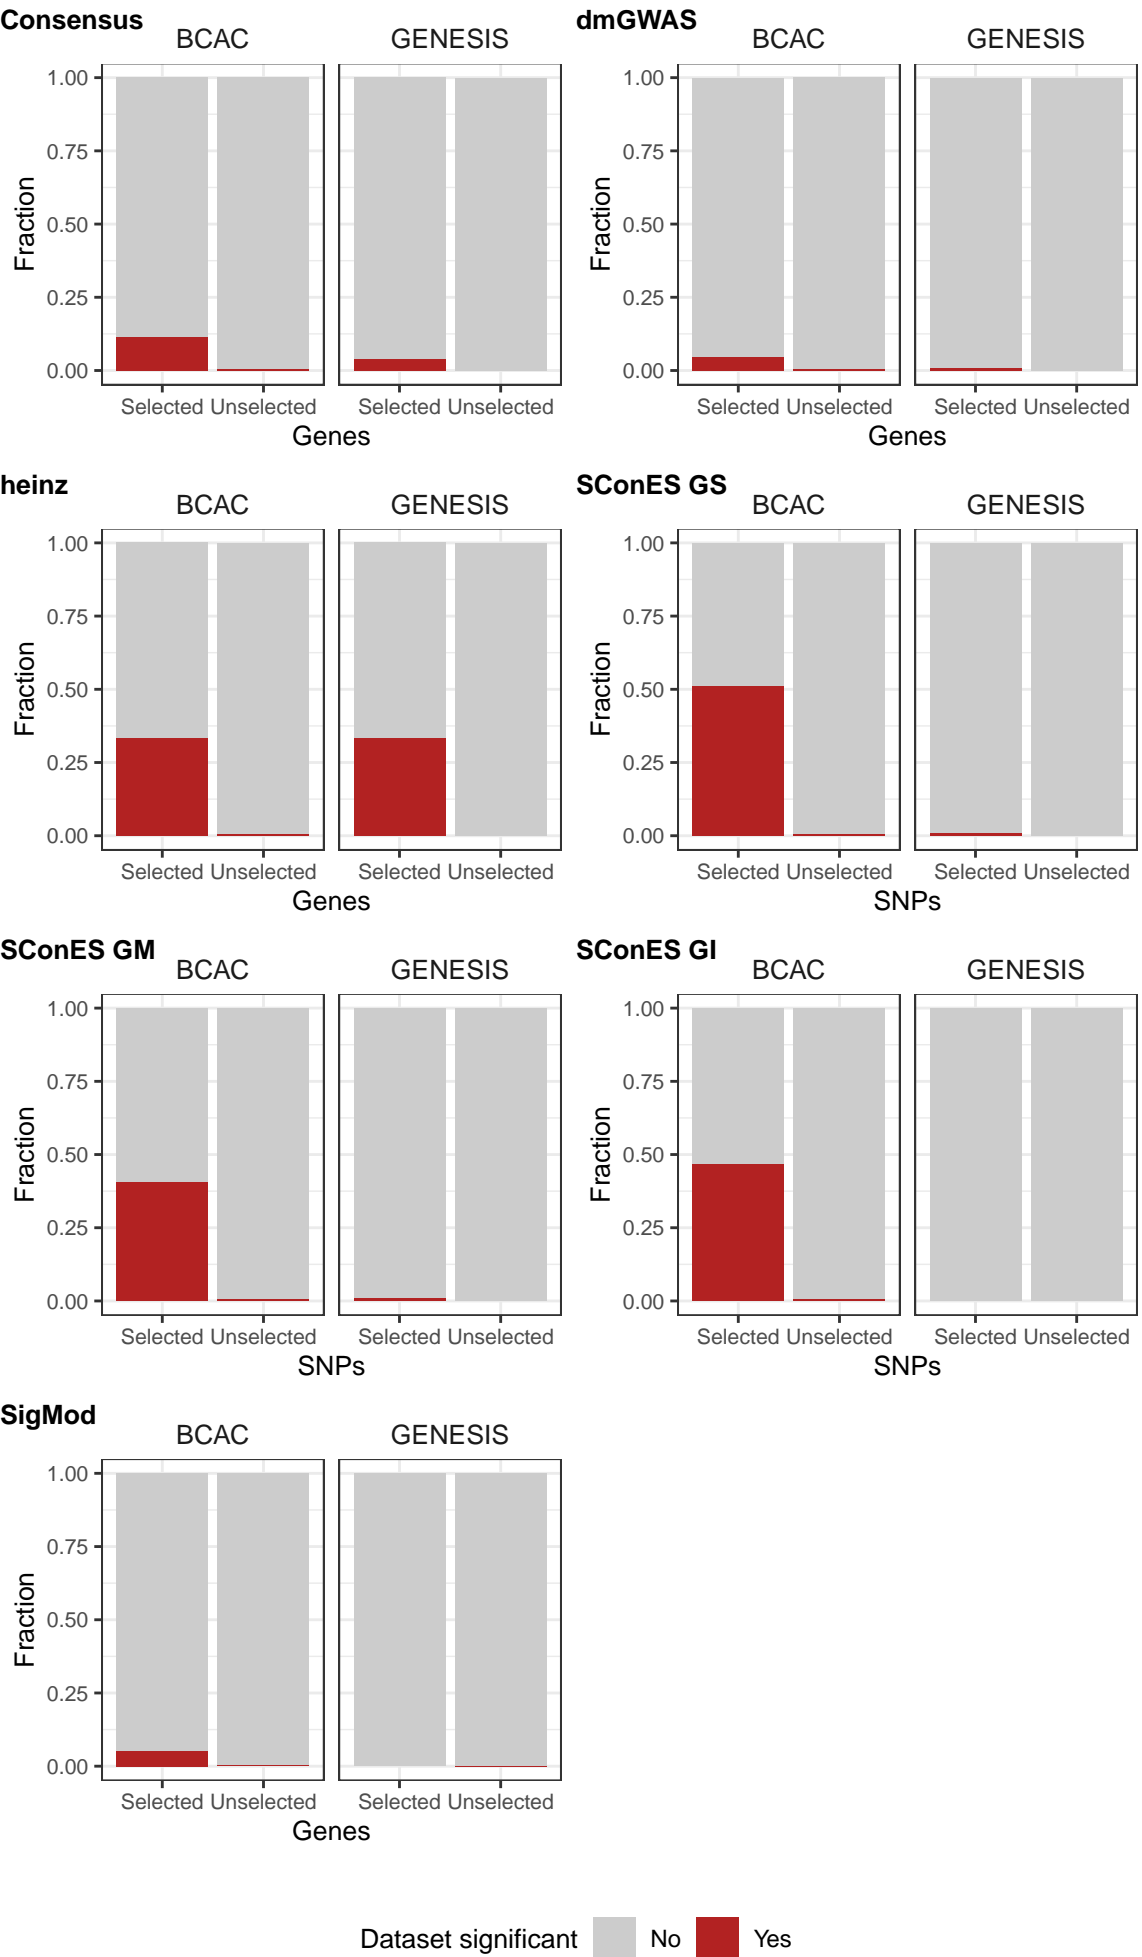 Consensus
BCAC GENESIS
1.00
0.75
0.50
0.25
0.00
Fraction
Selected Unselected Selected Unselected
Genes
dmGWAS
BCAC GENESIS
1.00
0.75
0.50
0.25
0.00
Fraction
Selected Unselected Selected Unselected
Genes
heinz
BCAC GENESIS
1.00
0.75
0.50
0.25
0.00
Fraction
Selected Unselected Selected Unselected
Genes
SConES GS
BCAC GENESIS
1.00
0.75
0.50
0.25
0.00
Fraction
Selected Unselected Selected Unselected
SNPs
SConES GM
BCAC GENESIS
1.00
0.75
0.50
0.25
0.00
Fraction
Selected Unselected Selected Unselected
SNPs
SConES GI
BCAC GENESIS
1.00
0.75
0.50
0.25
0.00
Fraction
Selected Unselected Selected Unselected
SNPs
SigMod
BCAC GENESIS
1.00
0.75
0.50
0.25
0.00
Fraction
Selected Unselected Selected Unselected
Genes
Dataset significant No Yes